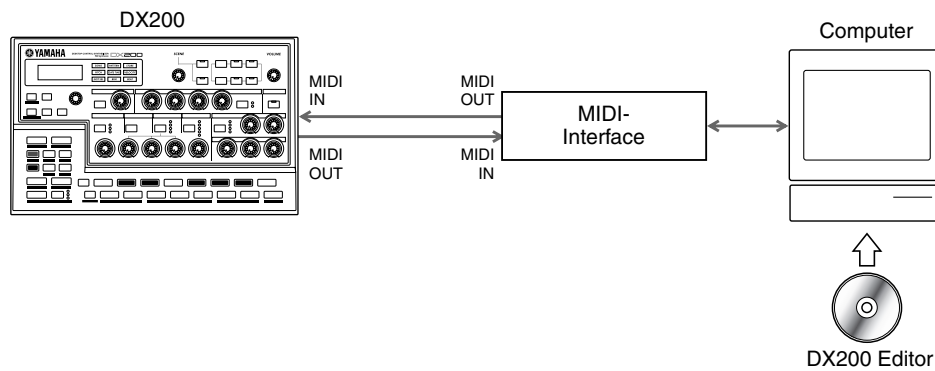 DX200
YAMAHA
SCENE
VOLUME
MIDI
IN
MIDI
OUT
MIDI
OUT
MIDI
IN
MIDI-
Interface
Computer
DX200 Editor